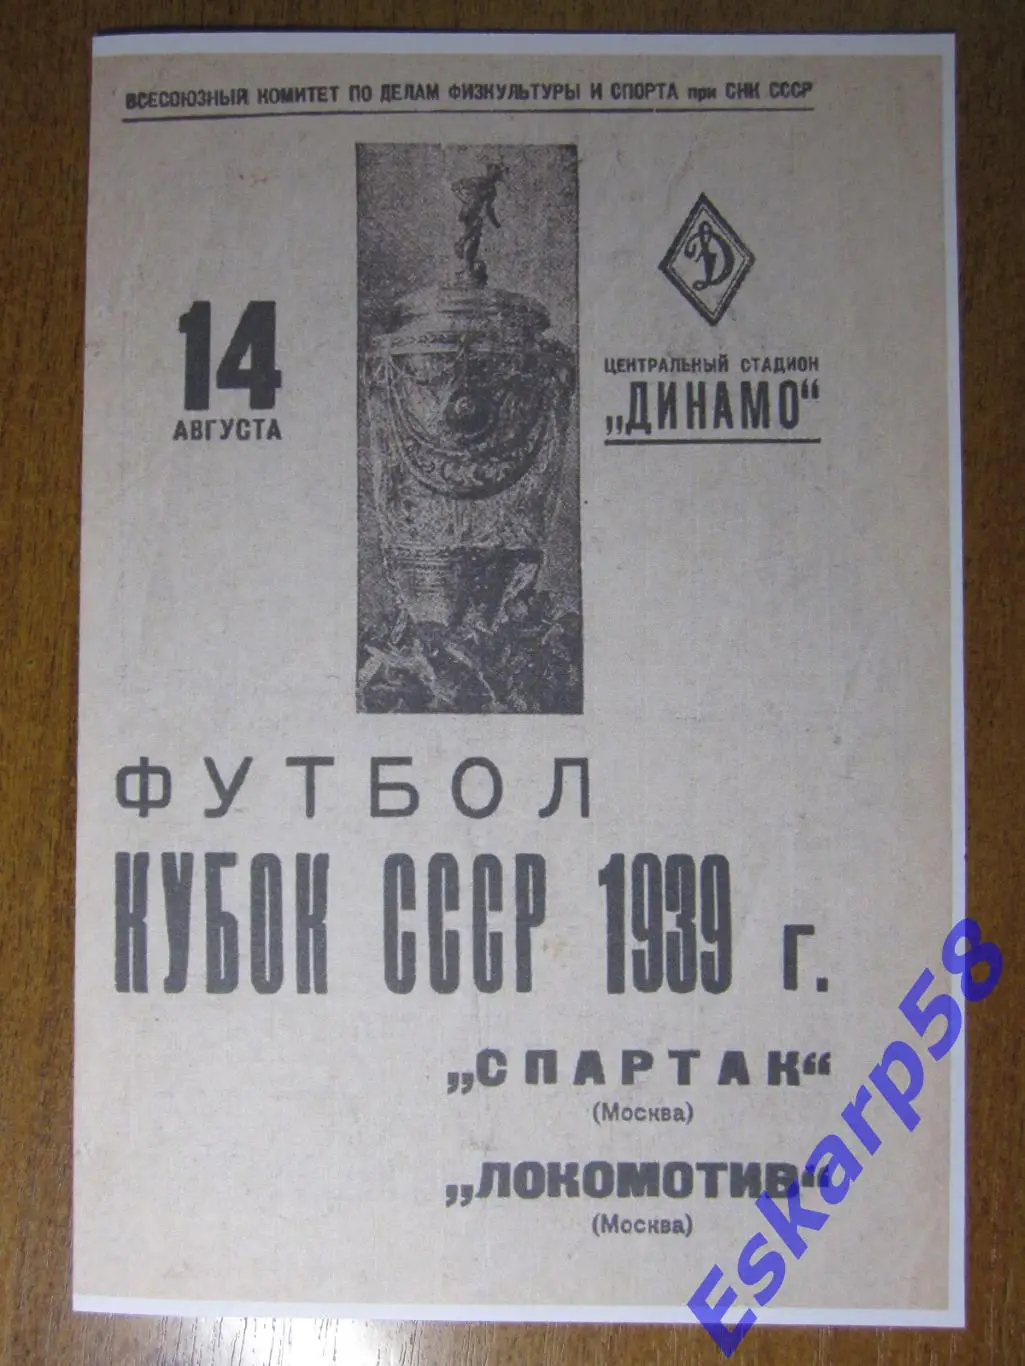 ВСЕСОЮЗНЫЙ КОМИТЕТ ПО ДЕЛАМ ФИЗКУЛЬТУРЫ И СПОРТА при СНК СССР
Д
14
АВГУСТА
ЦЕНТРАЛЬНЫЙ СТАДИОН
„ДИНАМО“
ФУТБОЛ
КУБОК СССР 1939 г.
„СПАРТАК“
(Москва)
„ЛОКОМОТИВ“
(Москва)
Eskarp58